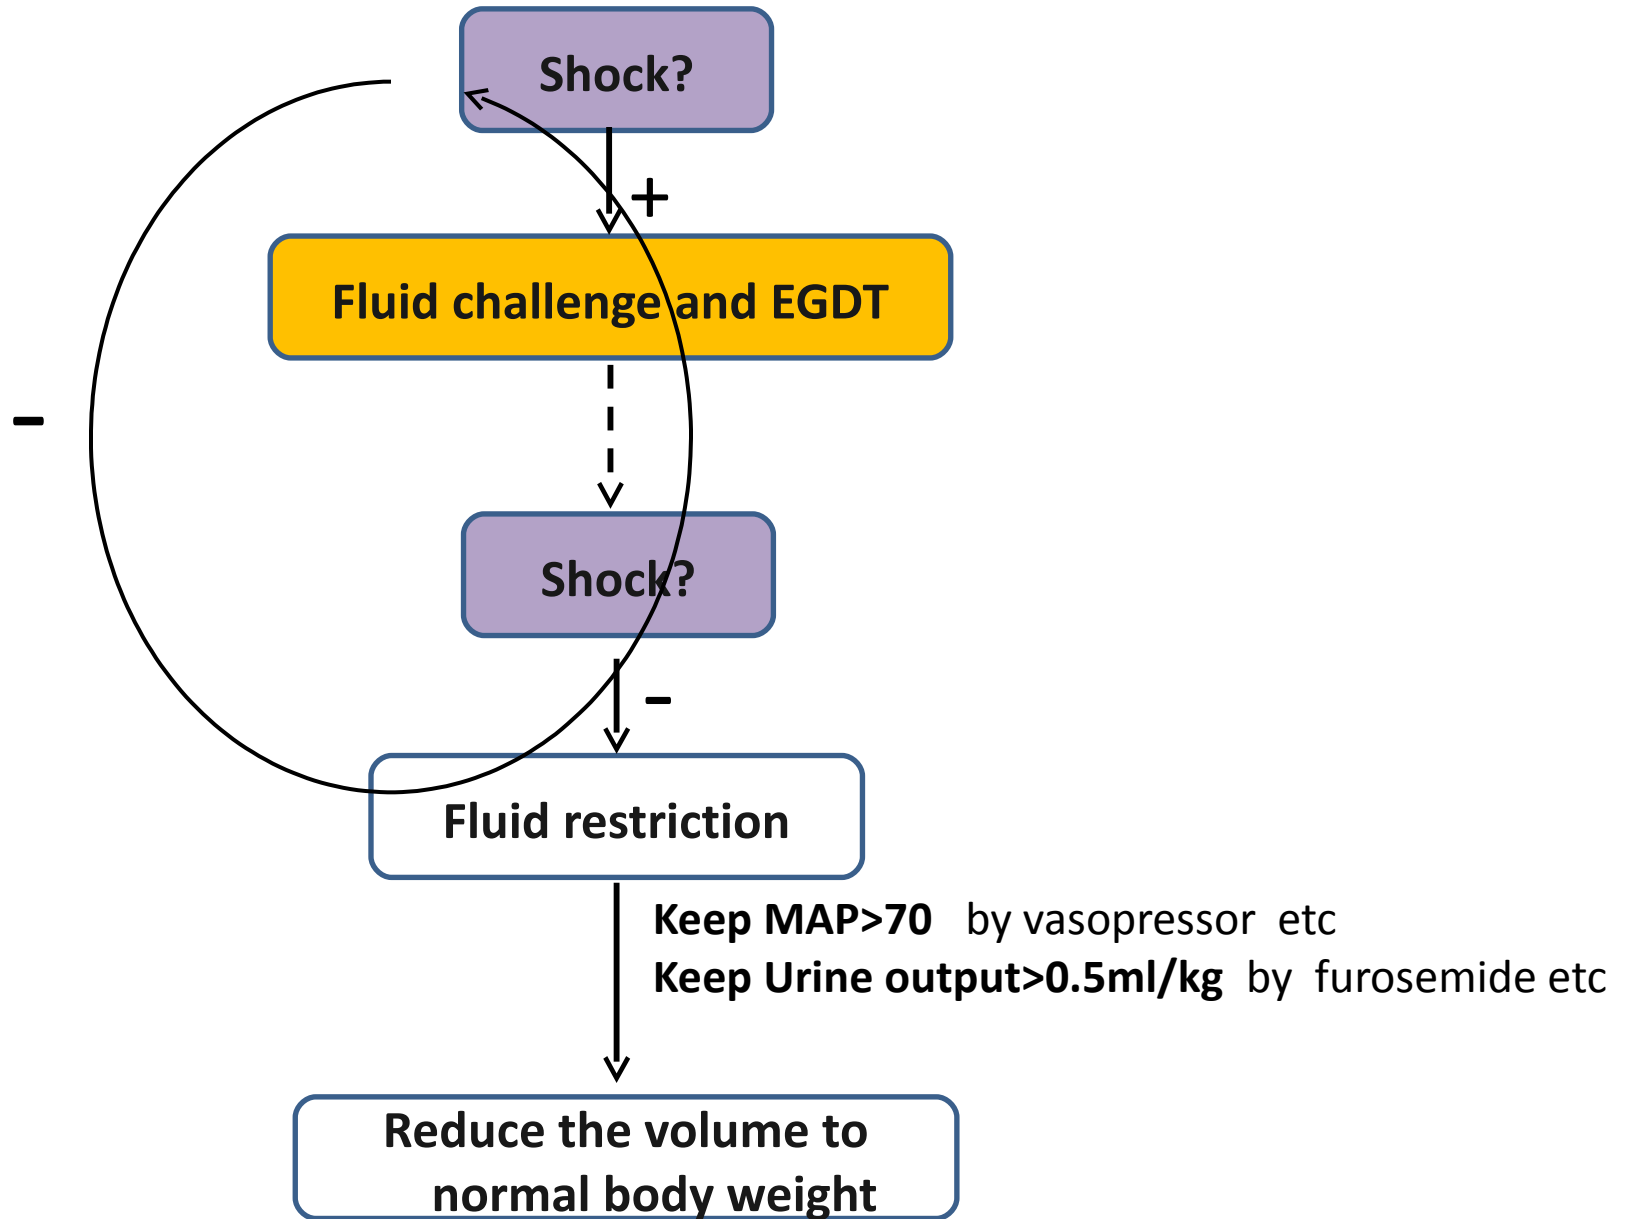 Shock?
+
Fluid challenge and EGDT
-
Shock?
-
Fluid restriction
Keep MAP>70 by vasopressor etc
Keep Urine output>0.5ml/kg by furosemide etc
Reduce the volume to
normal body weight